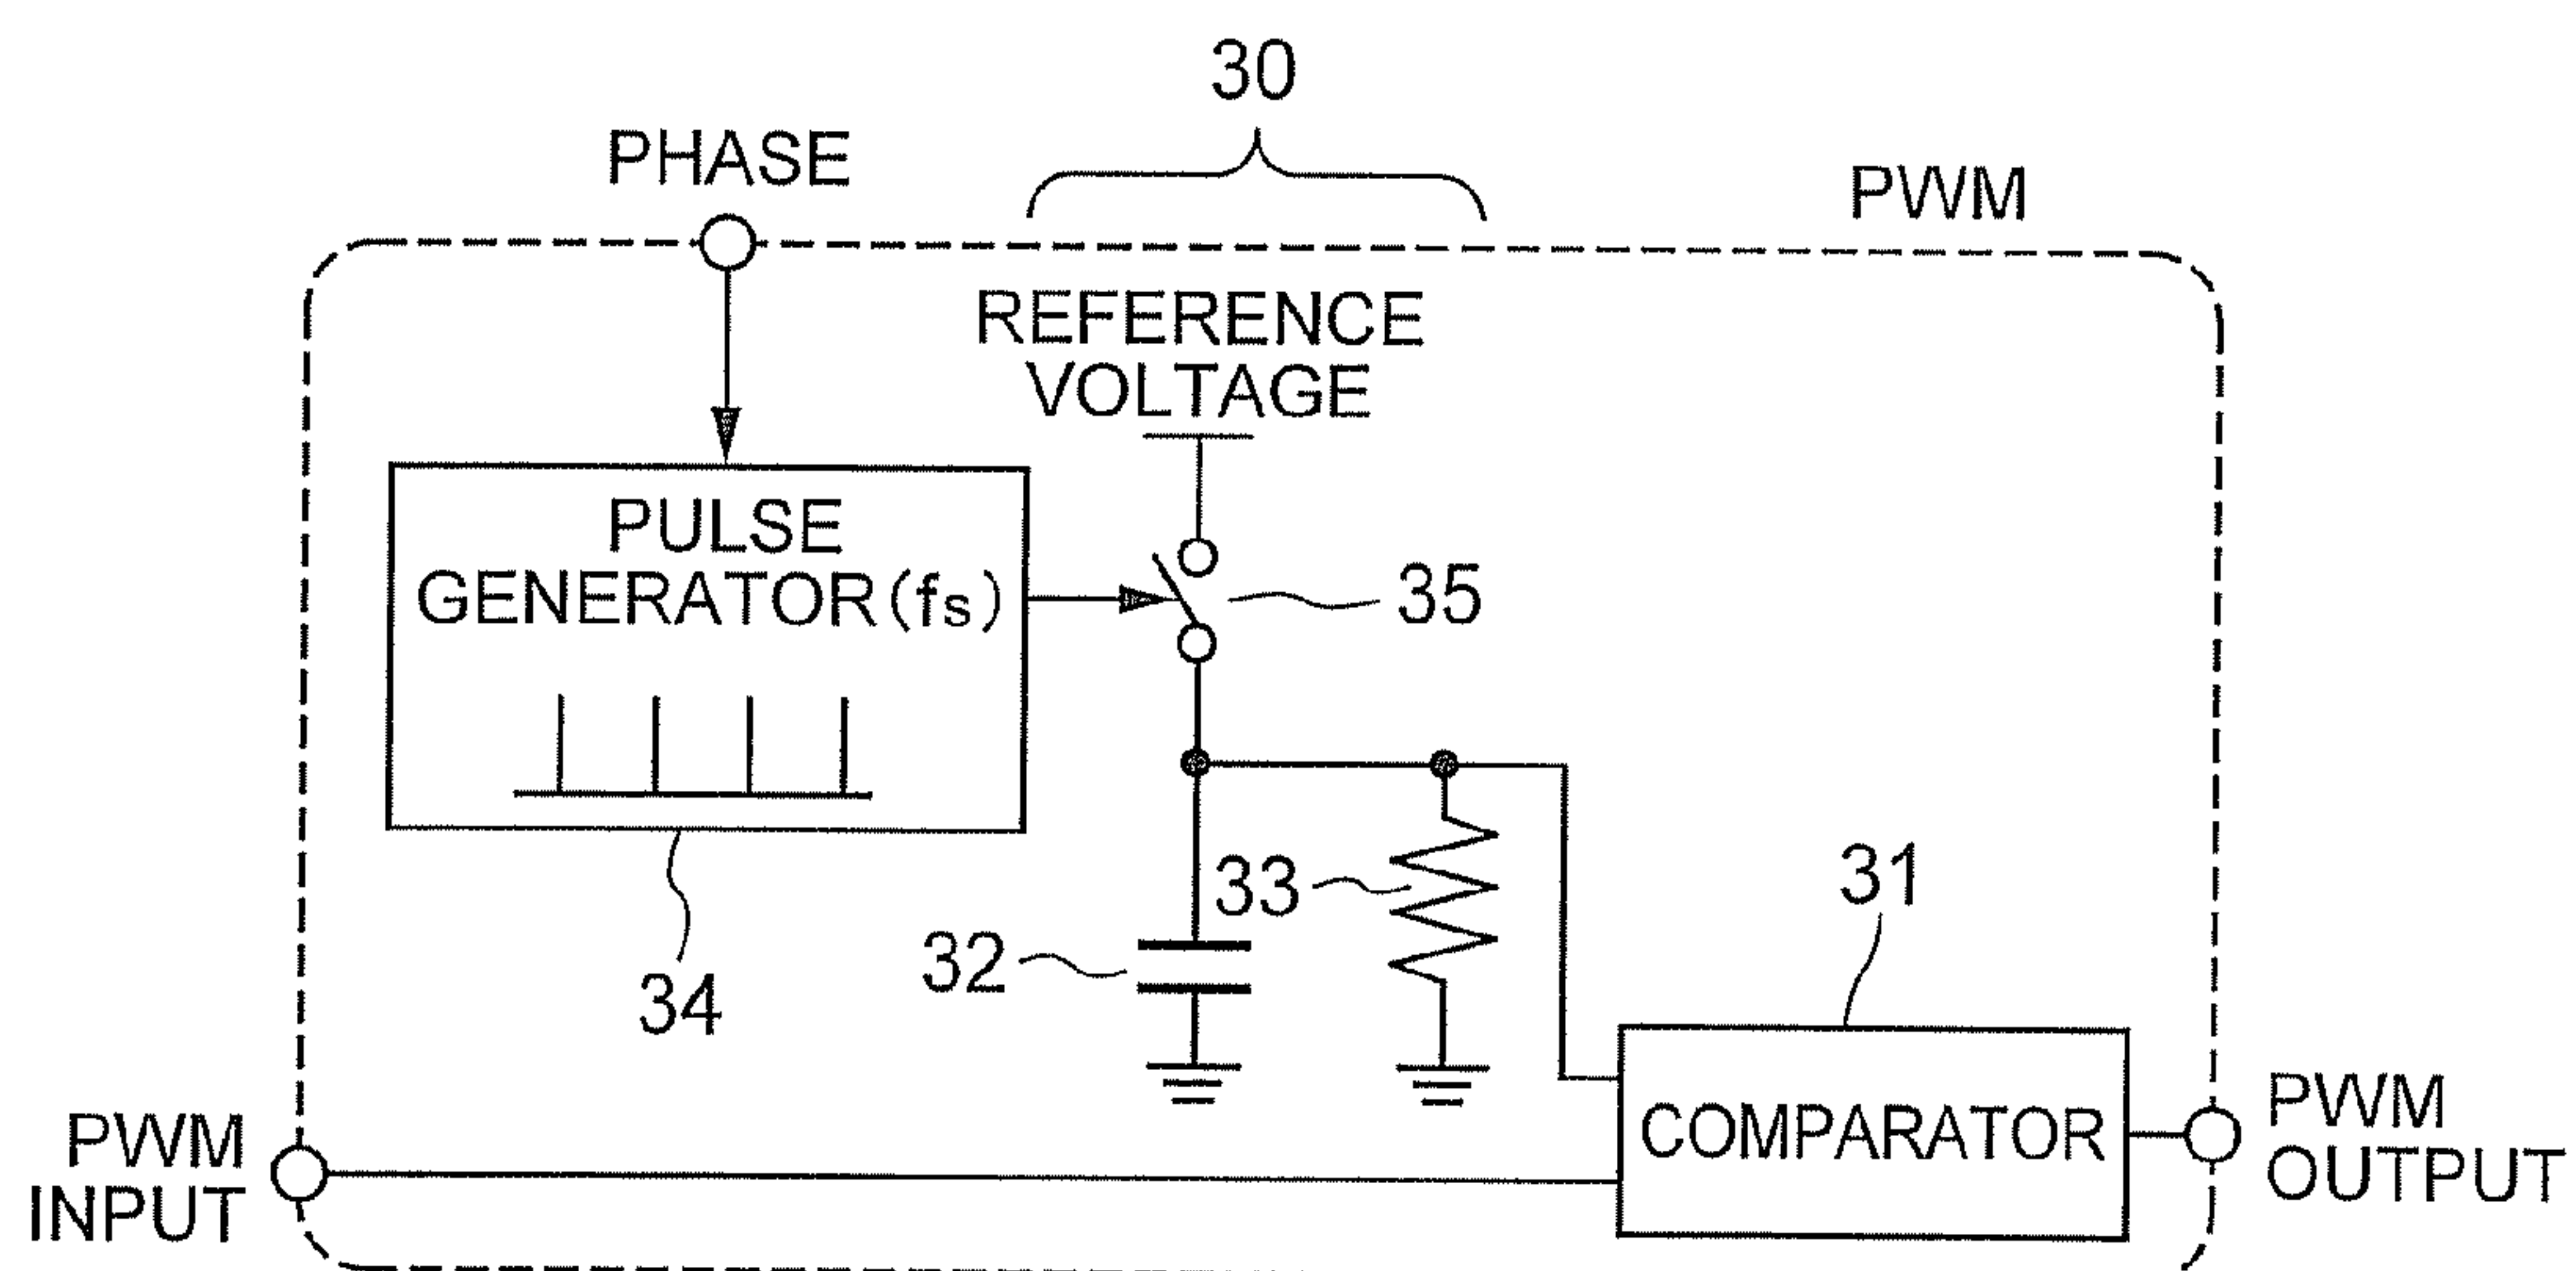 30
PHASE
PWM
REFERENCE
VOLTAGE
PULSE
GENERATOR(fs)
35
33
32
34
31
COMPARATOR
PWM
INPUT
PWM
OUTPUT